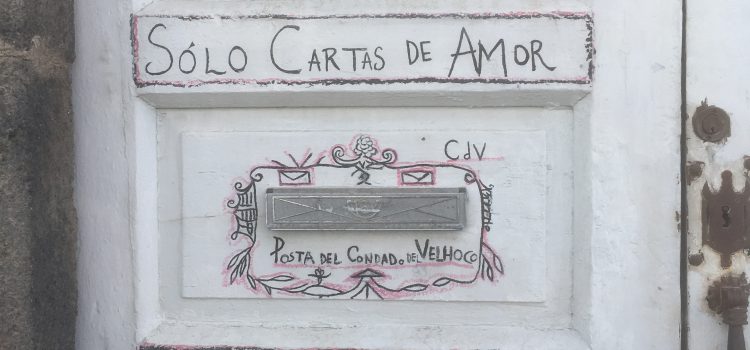 SÓLO CARTAS DE AMOR
CdV
POSTA DEL CONDADO DEL VELHOCO